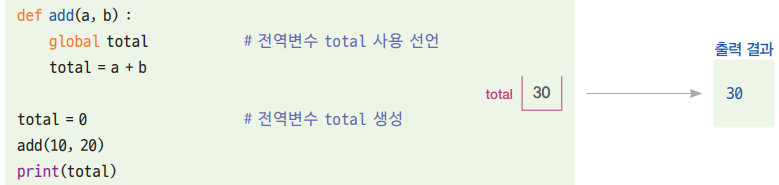 def add(a, b) :
global total # 전역변수 total 사용 선언
total = a + b
total 30
출력 결과
30
total = 0 # 전역변수 total 생성
add(10, 20)
print(total)